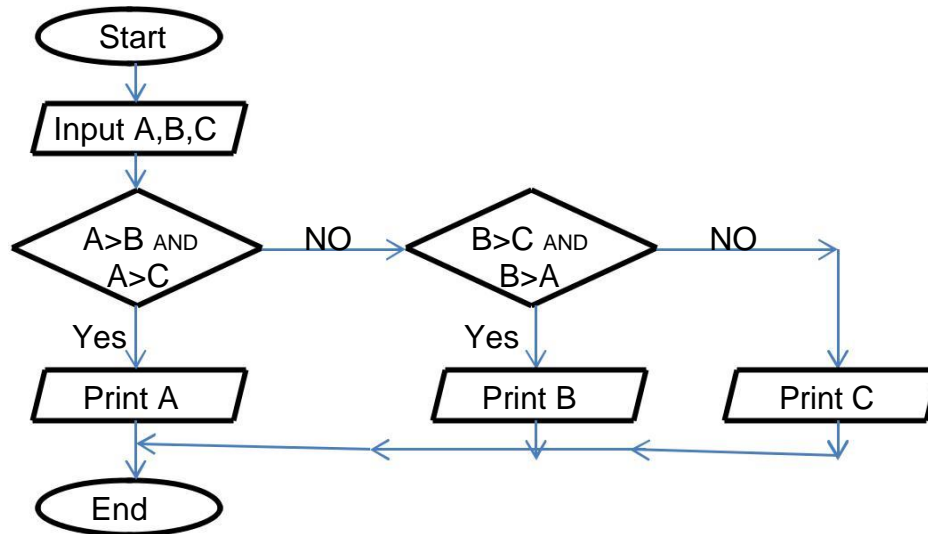 Start
Input A,B,C
A>B AND
A>C
NO
B>C AND
B>A
NO
Yes
Yes
Print A
Print B
Print C
End